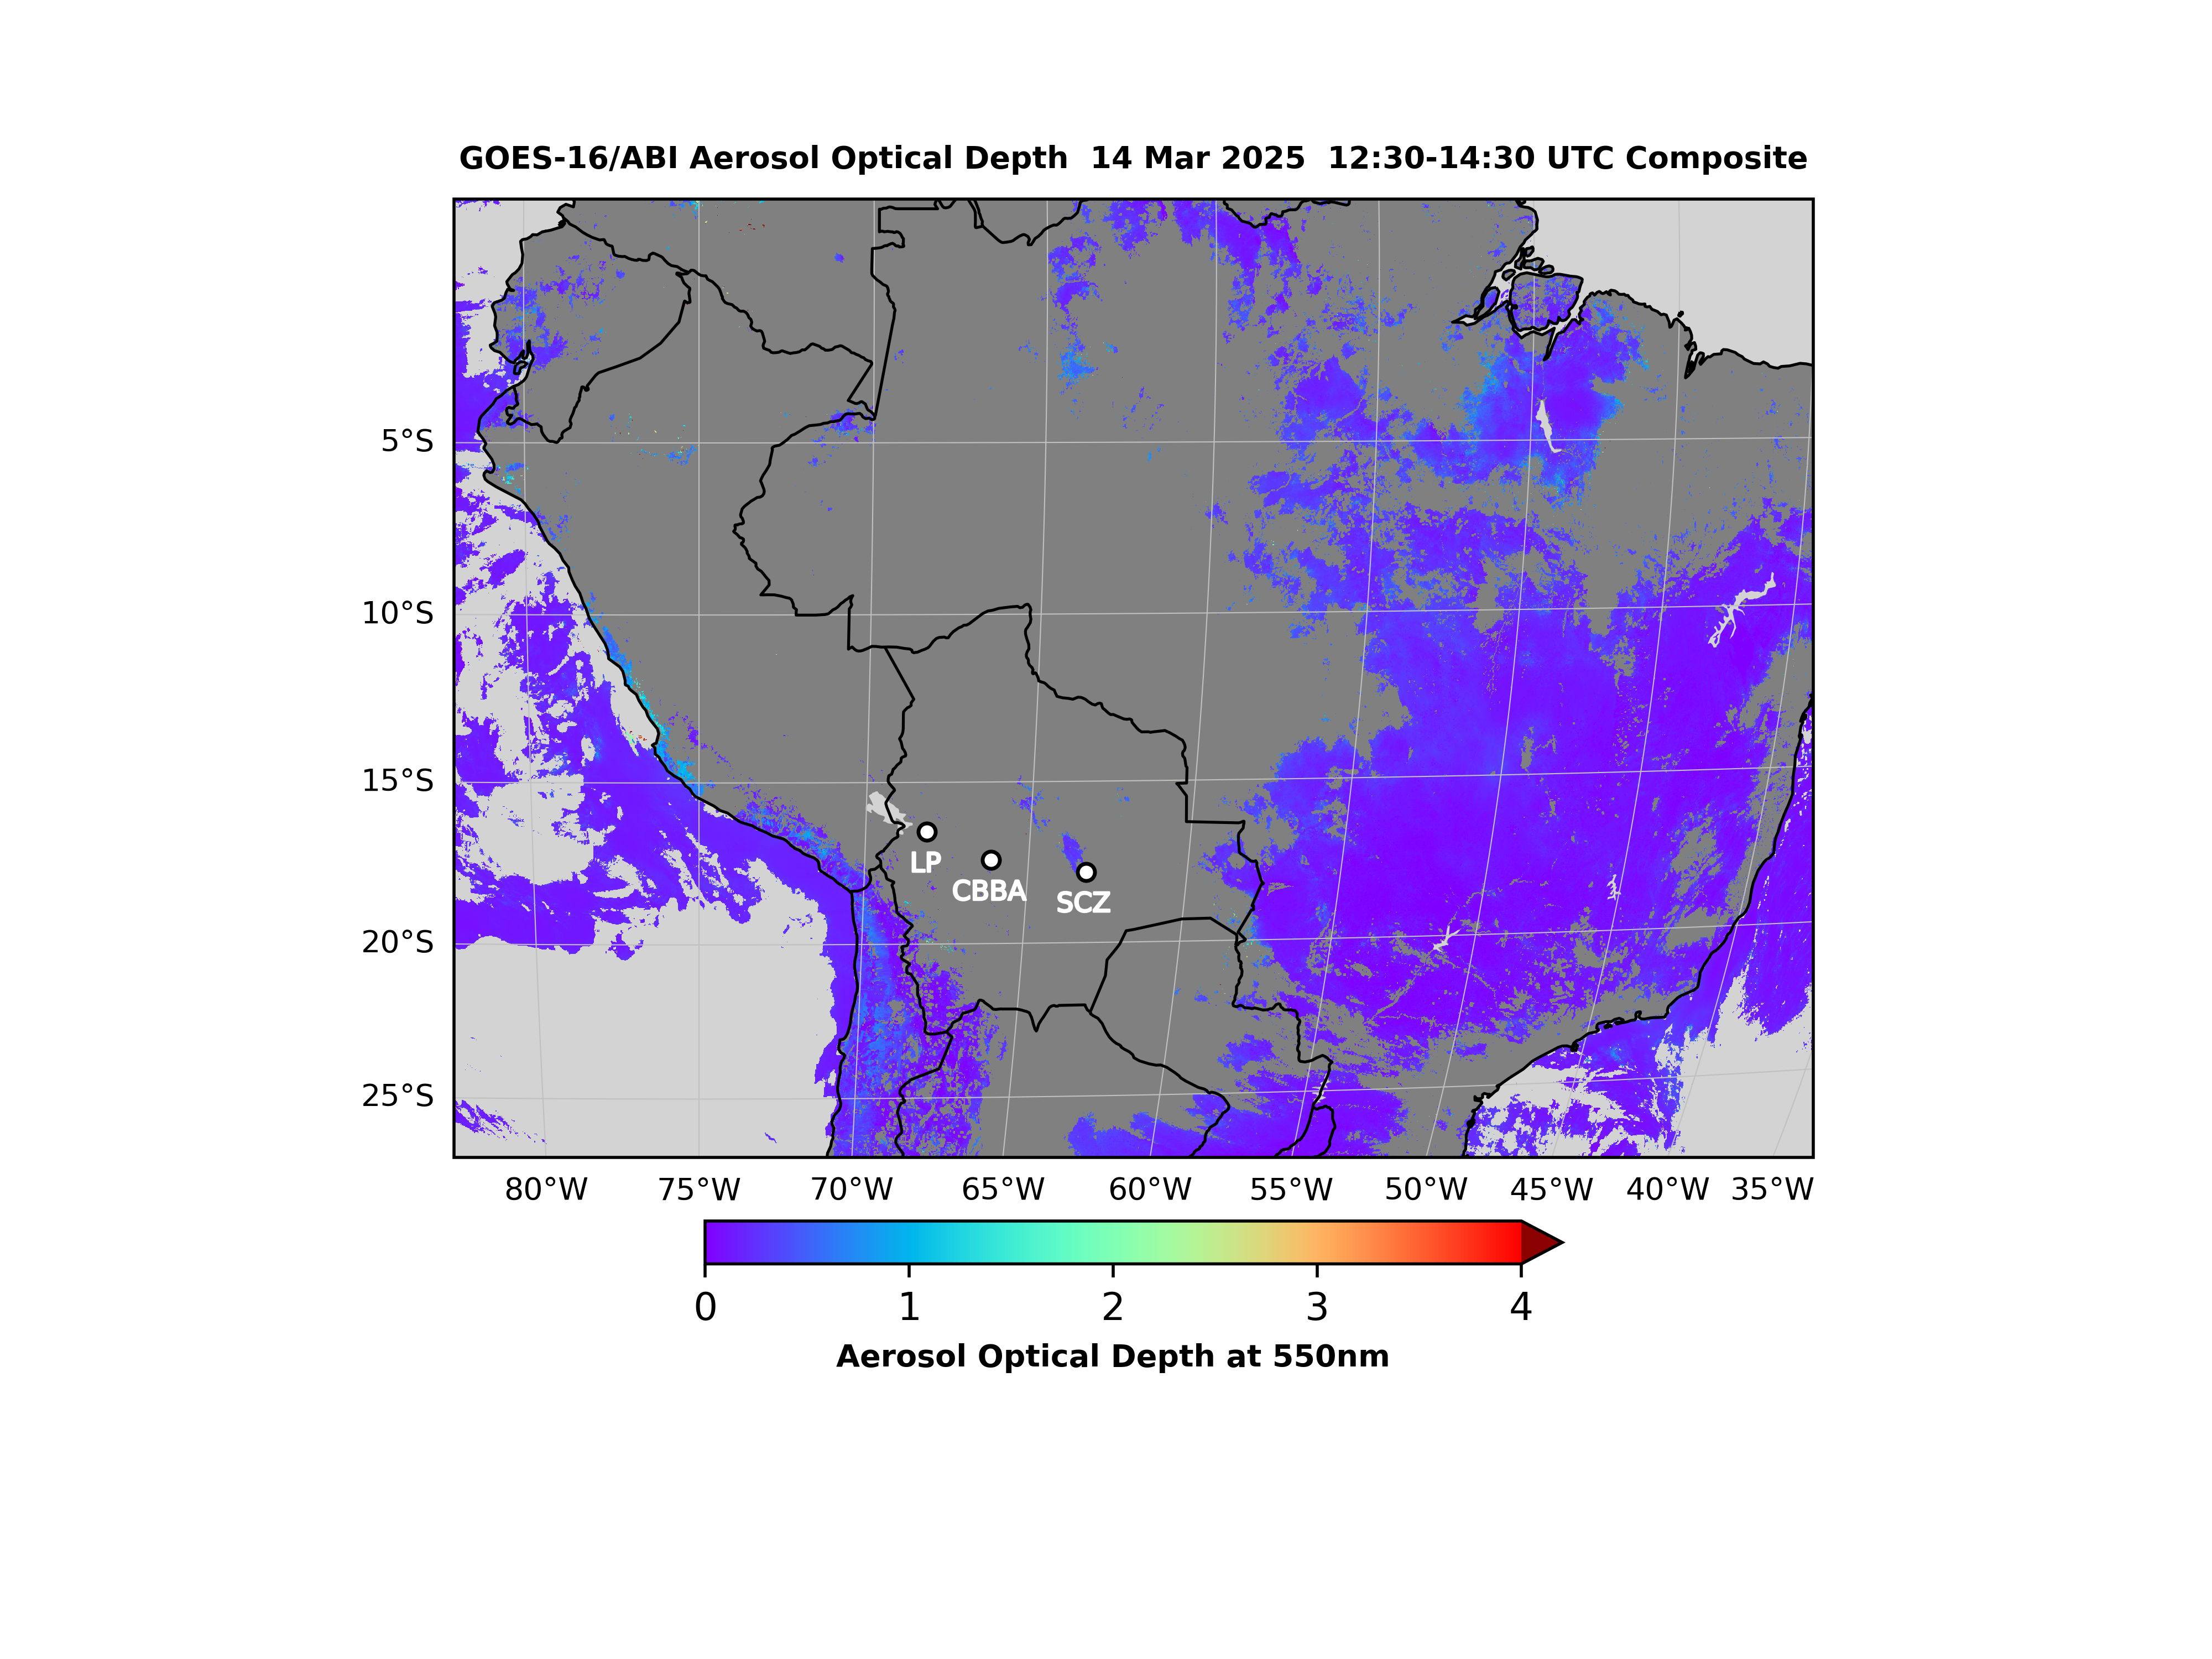 GOES-16/ABI Aerosol Optical Depth  14 Mar 2025  12:30-14:30 UTC Composite
5°S
10°S
15°S
LP
CBBA
SCZ
20°S
25°S
80°W 75°W 70°W 65°W 60°W 55°W 50°W 45°W 40°W 35°W
0 1 2 3 4
Aerosol Optical Depth at 550nm